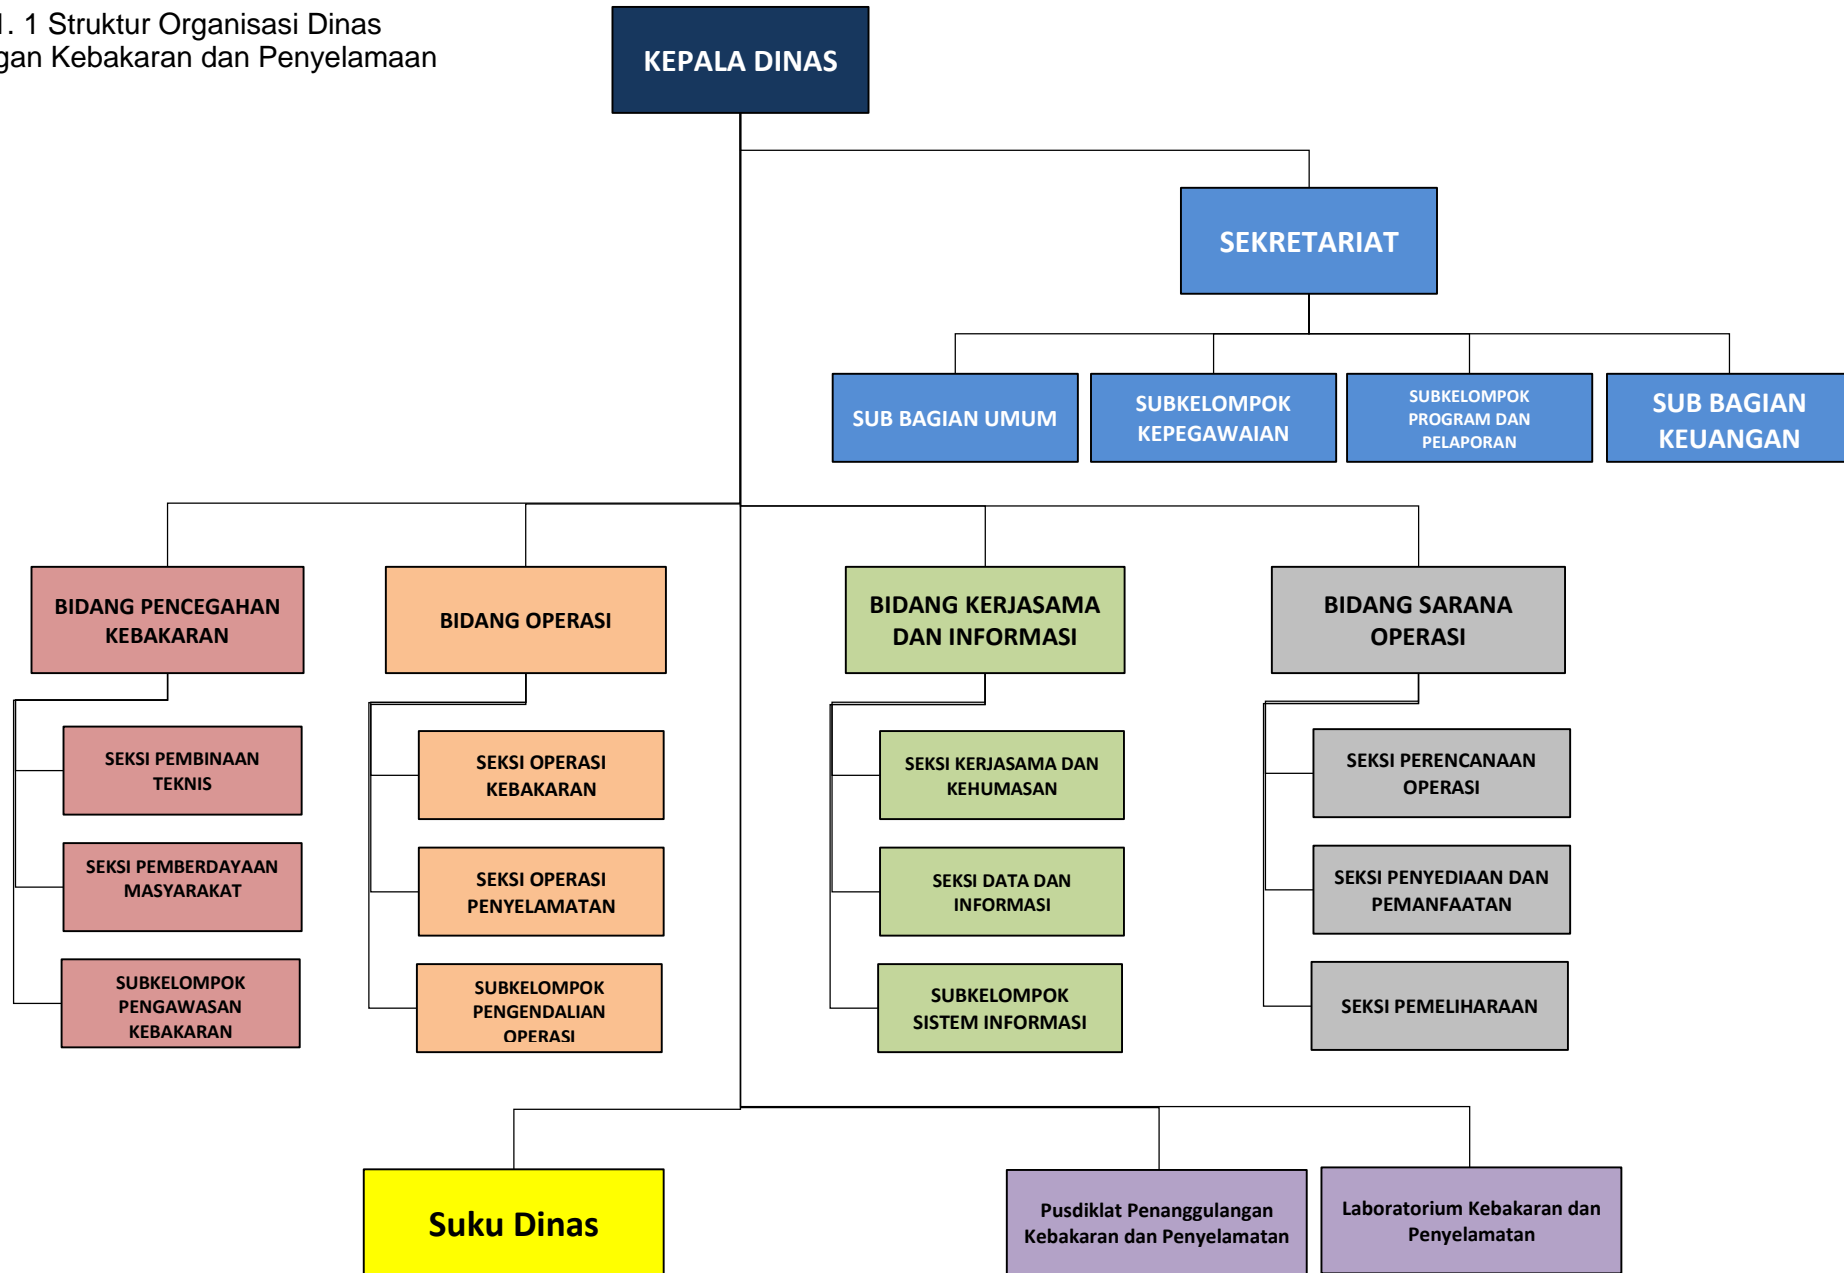 1. 1 Struktur Organisasi Dinas
gan Kebakaran dan Penyelamaan
KEPALA DINAS
SEKRETARIAT
SUB BAGIAN UMUM
SUBKELOMPOK
KEPEGAWAIAN
SUBKELOMPOK
PROGRAM DAN
PELAPORAN
SUB BAGIAN
KEUANGAN
BIDANG PENCEGAHAN
KEBAKARAN
BIDANG OPERASI
BIDANG KERJASAMA
DAN INFORMASI
BIDANG SARANA
OPERASI
SEKSI PEMBINAAN
TEKNIS
SEKSI OPERASI
KEBAKARAN
SEKSI KERJASAMA DAN
KEHUMASAN
SEKSI PERENCANAAN
OPERASI
SEKSI PEMBERDAYAAN
MASYARAKAT
SEKSI OPERASI
PENYELAMATAN
SEKSI DATA DAN
INFORMASI
SEKSI PENYEDIAAN DAN
PEMANFAATAN
SUBKELOMPOK
PENGAWASAN
KEBAKARAN
SUBKELOMPOK
PENGENDALIAN
OPERASI
SUBKELOMPOK
SISTEM INFORMASI
SEKSI PEMELIHARAAN
Suku Dinas
Pusdiklat Penanggulangan
Kebakaran dan Penyelamatan
Laboratorium Kebakaran dan
Penyelamatan